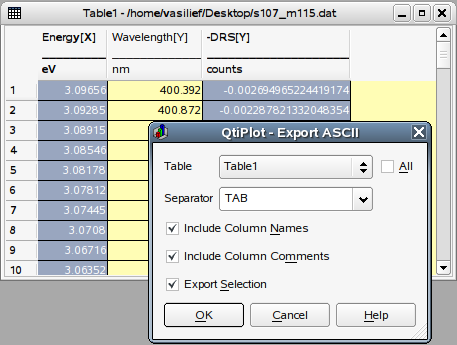 Table1 - /home/vasilief/Desktop/s107_m115.dat
Energy[X] Wavelength[Y] -DRS[Y]
eV nm counts
1 3.09656 400.392 -0.002694965224419174
2 3.09285 400.872 -0.002287821332048354
3 3.08915
4 3.08546
5 3.08178
6 3.07812
7 3.07445
8 3.0708
9 3.06716
10 3.06352
QtiPlot - Export ASCII
Table Table1 All
Separator TAB
Include Column Names
Include Column Comments
Export Selection
OK Cancel Help